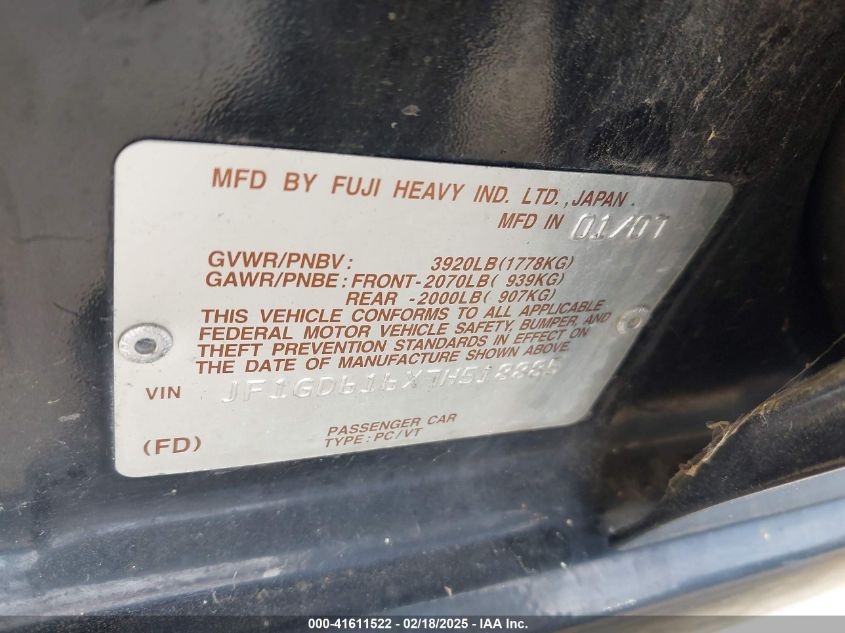 MFD BY FUJI HEAVY IND. LTD., JAPAN.
MFD IN 01/07
GVWR/PNBV: 3920LB(1778KG)
GAWR/PNBE: FRONT-2070LB( 939KG)
REAR -2000LB( 907KG)
THIS VEHICLE CONFORMS TO ALL APPLICABLE
FEDERAL MOTOR VEHICLE SAFETY, BUMPER, AND
THEFT PREVENTION STANDARDS IN EFFECT ON
THE DATE OF MANUFACTURE SHOWN ABOVE.
VIN
PASSENGER CAR
(FD) TYPE: PC/VT
000-41611522 - 02/18/2025 - IAA Inc.